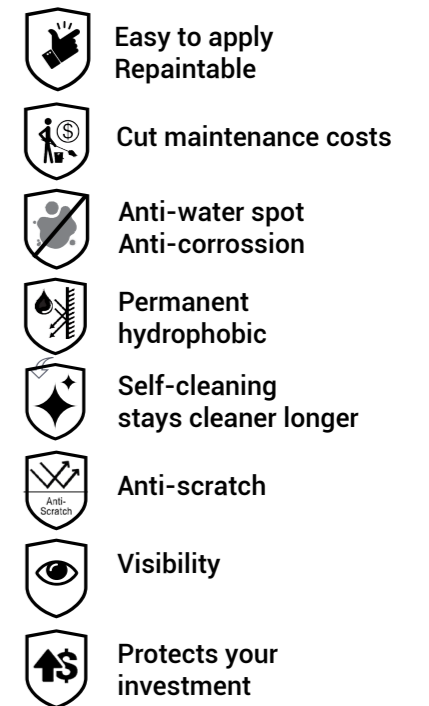 Easy to apply
Repaintable
$
Cut maintenance costs
Anti-water spot
Anti-corrossion
Permanent
hydrophobic
Self-cleaning
stays cleaner longer
Anti-
Scratch
Anti-scratch
Visibility
$
Protects your
investment